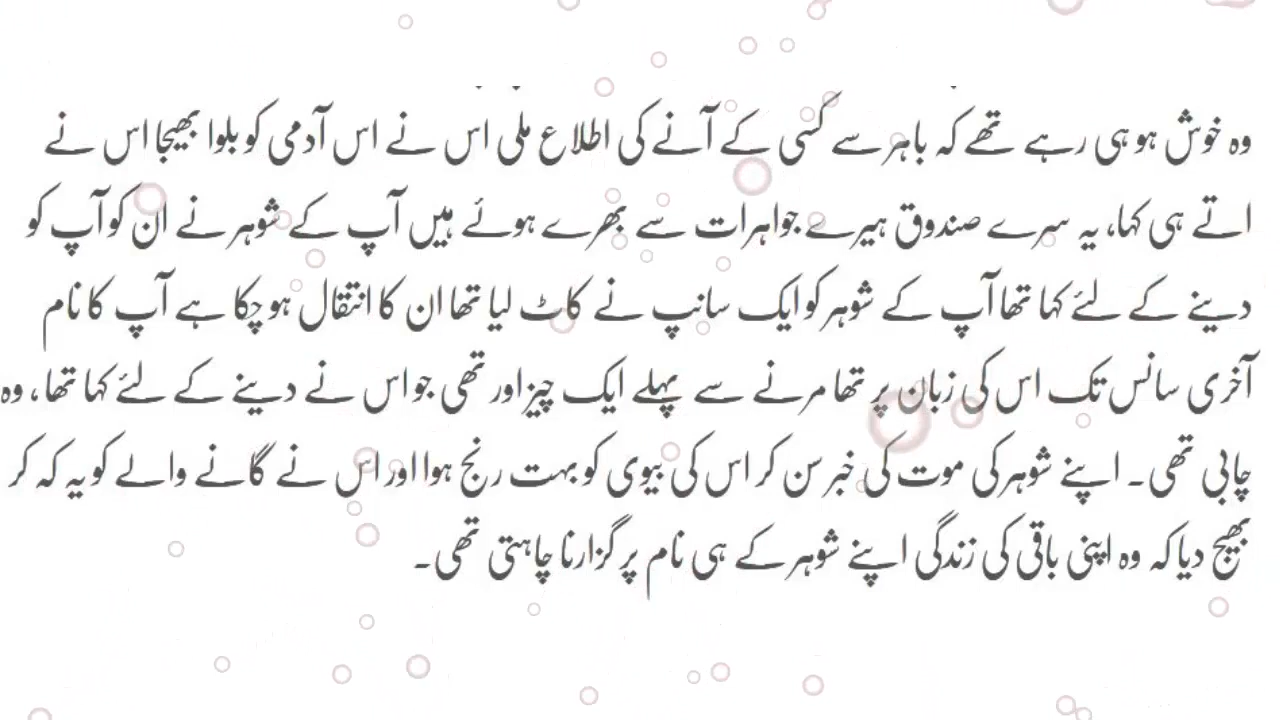 وہ خوش ہو ہی رہے تھے کہ باہر سے کسی کے آنے کی اطلاع ملی اس نے اس آدمی کو بلوا بھیجا اس نے
اتے ہی کہا، یہ سرے صندوق ہیرے جواہرات سے بھرے ہوئے ہیں آپ کے شوہر نے ان کو آپ کو
دینے کے لئے کہا تھا آپ کے شوہر کو ایک سانپ نے کاٹ لیا تھا ان کا انتقال ہو چکا ہے آپ کا نام
آخری سانس تک اس کی زبان پر تھا مرنے سے پہلے ایک چیز اور تھی جو اس نے دینے کے لئے کہا تھا، وہ
چابی تھی۔ اپنے شوہر کی موت کی خبر سن کر اس کی بیوی کو بہت رنج ہوا اور اس نے گانے والے کو یہ کہ کر
بھیج دیا کہ وہ اپنی باقی کی زندگی اپنے شوہر کے ہی نام پر گزارنا چاہتی تھی۔